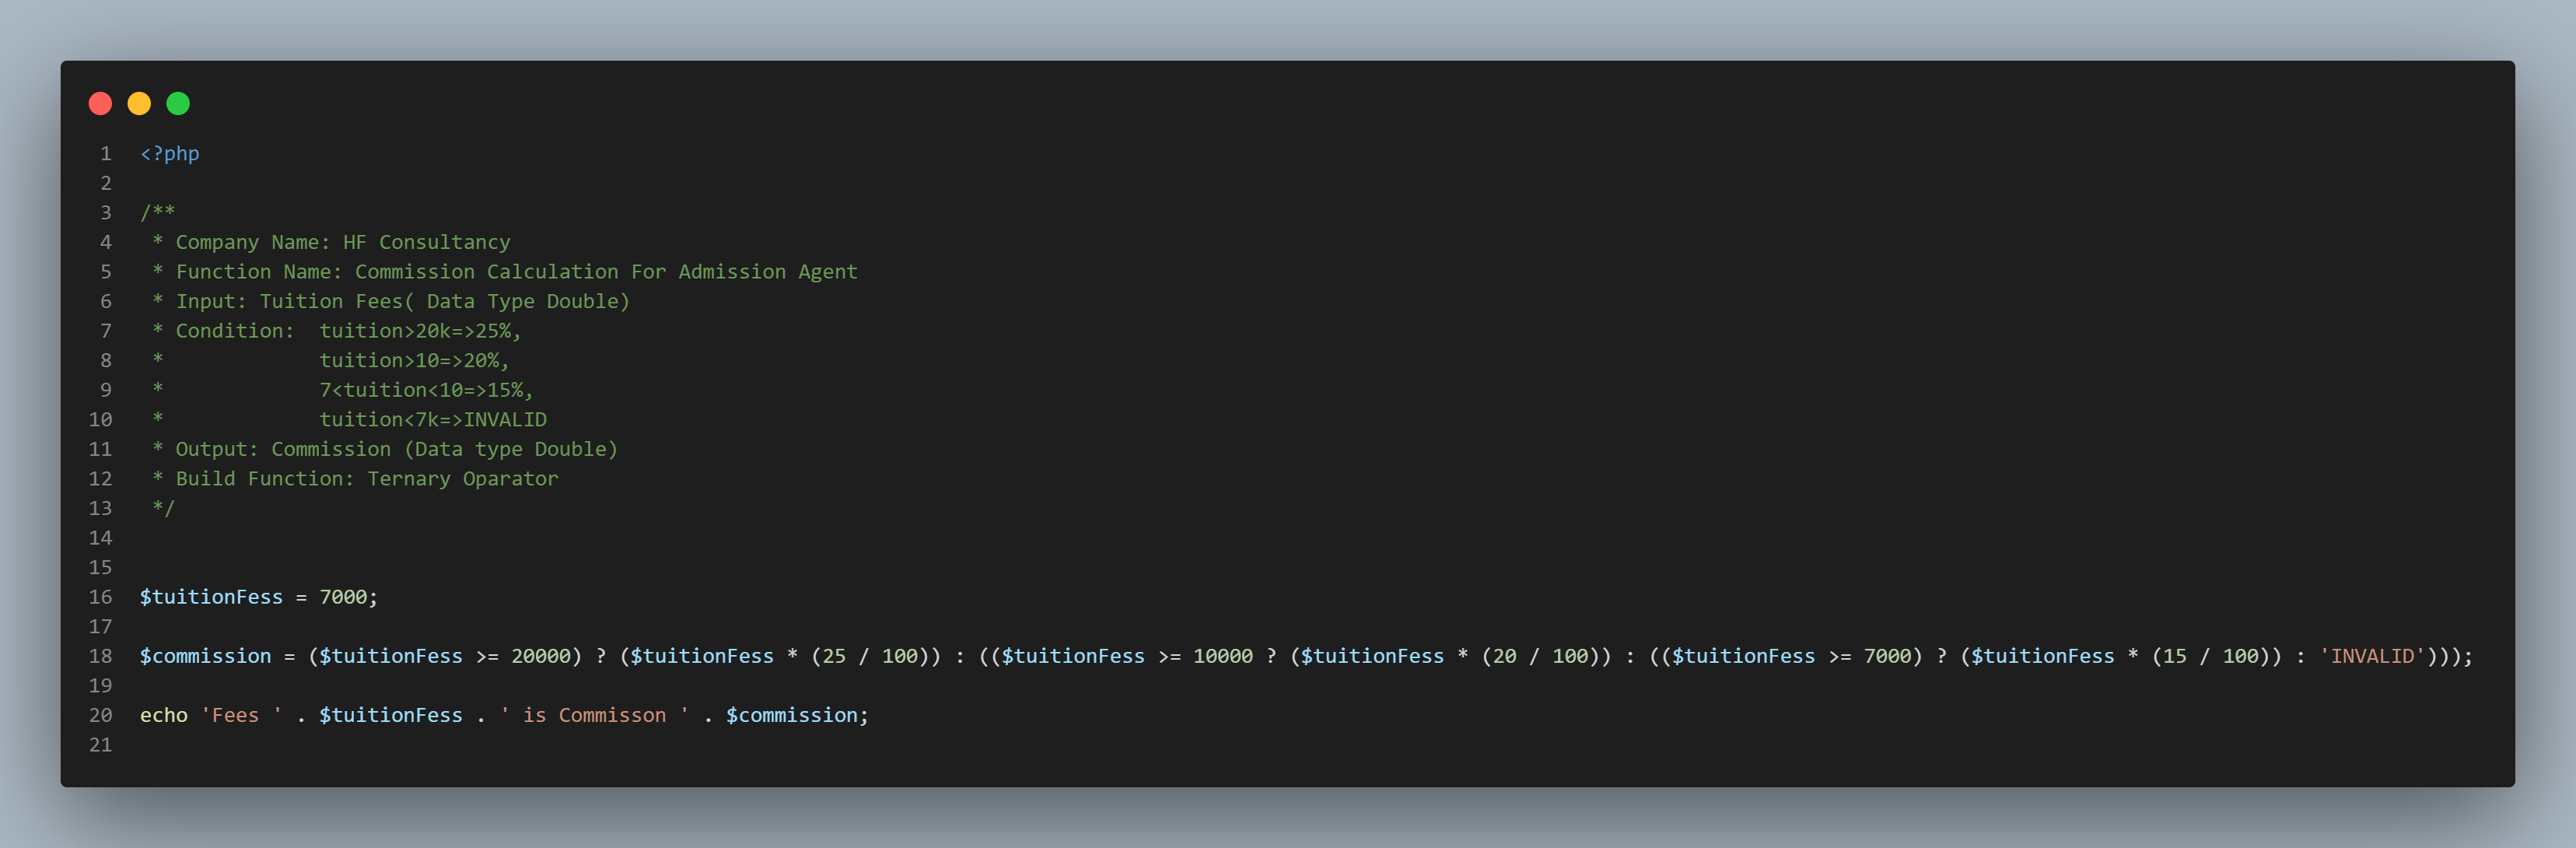 1 <?php
2
3 /**
4  * Company Name: HF Consultancy
5  * Function Name: Commission Calculation For Admission Agent
6  * Input: Tuition Fees( Data Type Double)
7  * Condition:  tuition>20k=>25%,
8  *             tuition>10=>20%,
9  *             7<tuition<10=>15%,
10  *             tuition<7k=>INVALID
11  * Output: Commission (Data type Double)
12  * Build Function: Ternary Oparator
13  */
14
15
16 $tuitionFess = 7000;
17
18 $commission = ($tuitionFess >= 20000) ? ($tuitionFess * (25 / 100)) : (($tuitionFess >= 10000 ? ($tuitionFess * (20 / 100)) : (($tuitionFess >= 7000) ? ($tuitionFess * (15 / 100)) : 'INVALID')));
19
20 echo 'Fees ' . $tuitionFess . ' is Commisson ' . $commission;
21